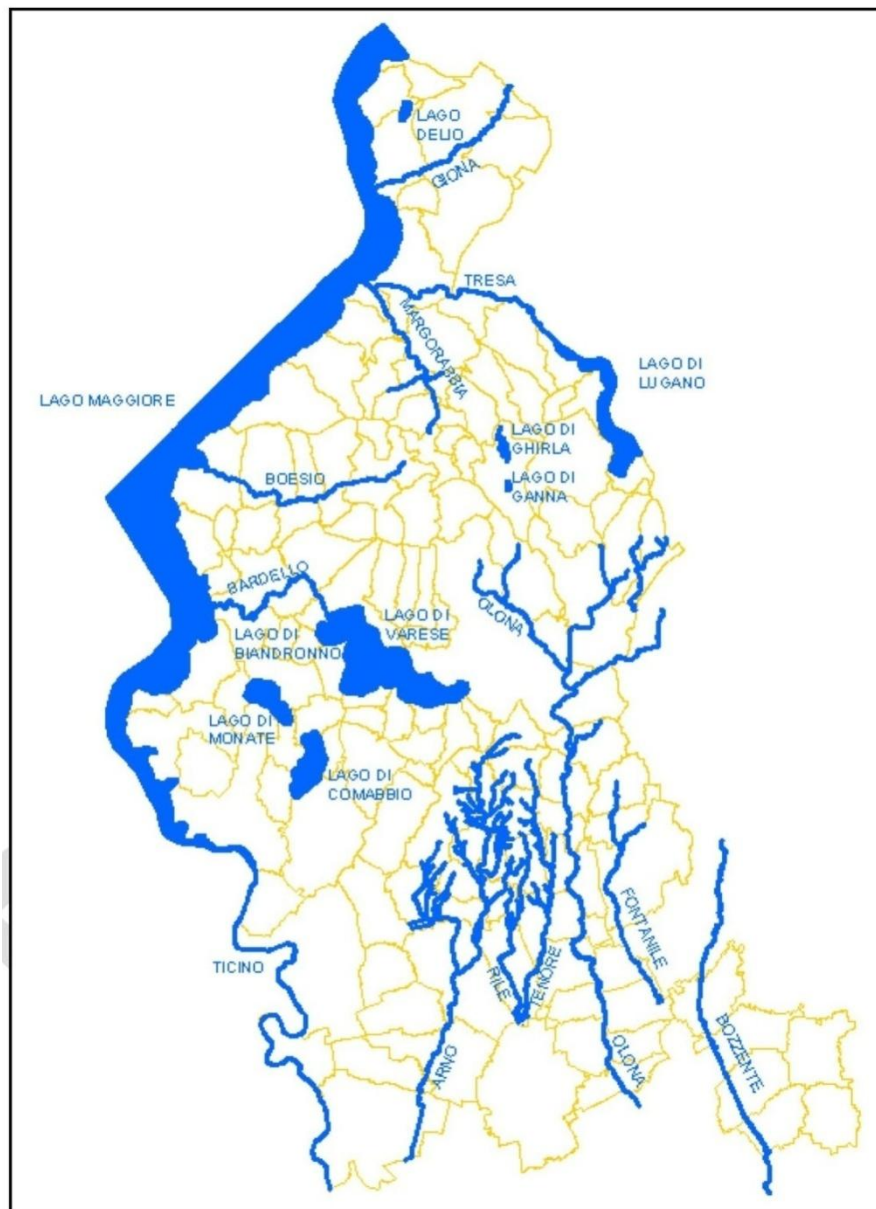 LAGO
DELIO
GIONA
TRESA
MARGORABBIA
LAGO DI
LUGANO
LAGO MAGGIORE
LAGO DI
GHIRLA
BOESIO
LAGO DI
GANNA
BARDELLO
OLONA
LAGO DI
VARESE
LAGO DI
BIANDRONNO
LAGO DI
MONATE
LAGO DI
COMABBIO
FONTANILE
TICINO
RILE
TENORE
BOZZENTE
ARNO
OLONA